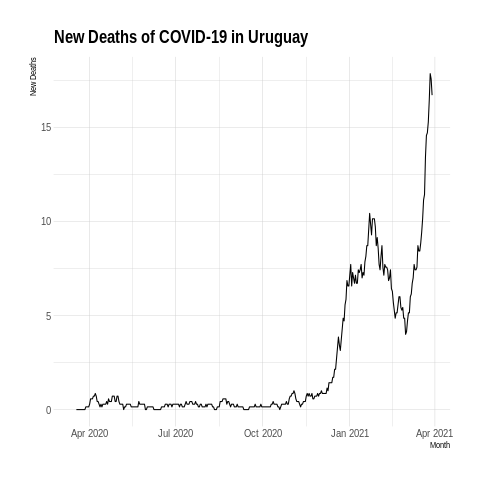 New Deaths of COVID-19 in Uruguay
New Deaths
15
10
5
0
Apr 2020 Jul 2020 Oct 2020 Jan 2021 Apr 2021
Month